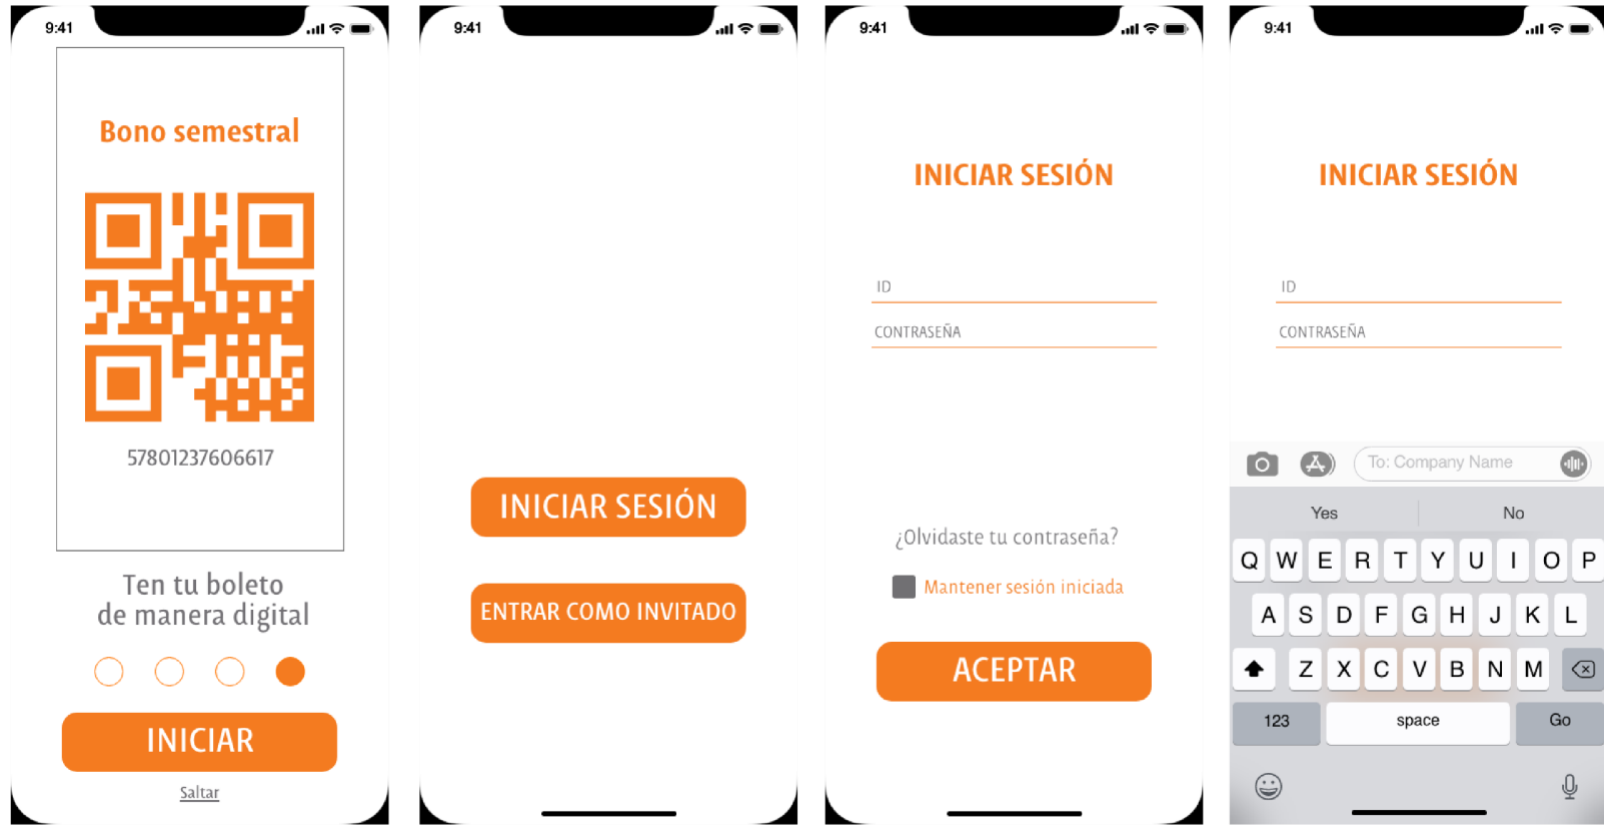 9:41
Bono semestral
57801237606617
Ten tu boleto
de manera digital
INICIAR
Saltar
9:41
INICIAR SESIÓN
ENTRAR COMO INVITADO
9:41
INICIAR SESIÓN
ID
CONTRASEÑA
¿Olvidaste tu contraseña?
Mantener sesión iniciada
ACEPTAR
9:41
INICIAR SESIÓN
ID
CONTRASEÑA
To: Company Name
Yes No
Q W E R T Y U I O P
A S D F G H J K L
Z X C V B N M
123 space Go